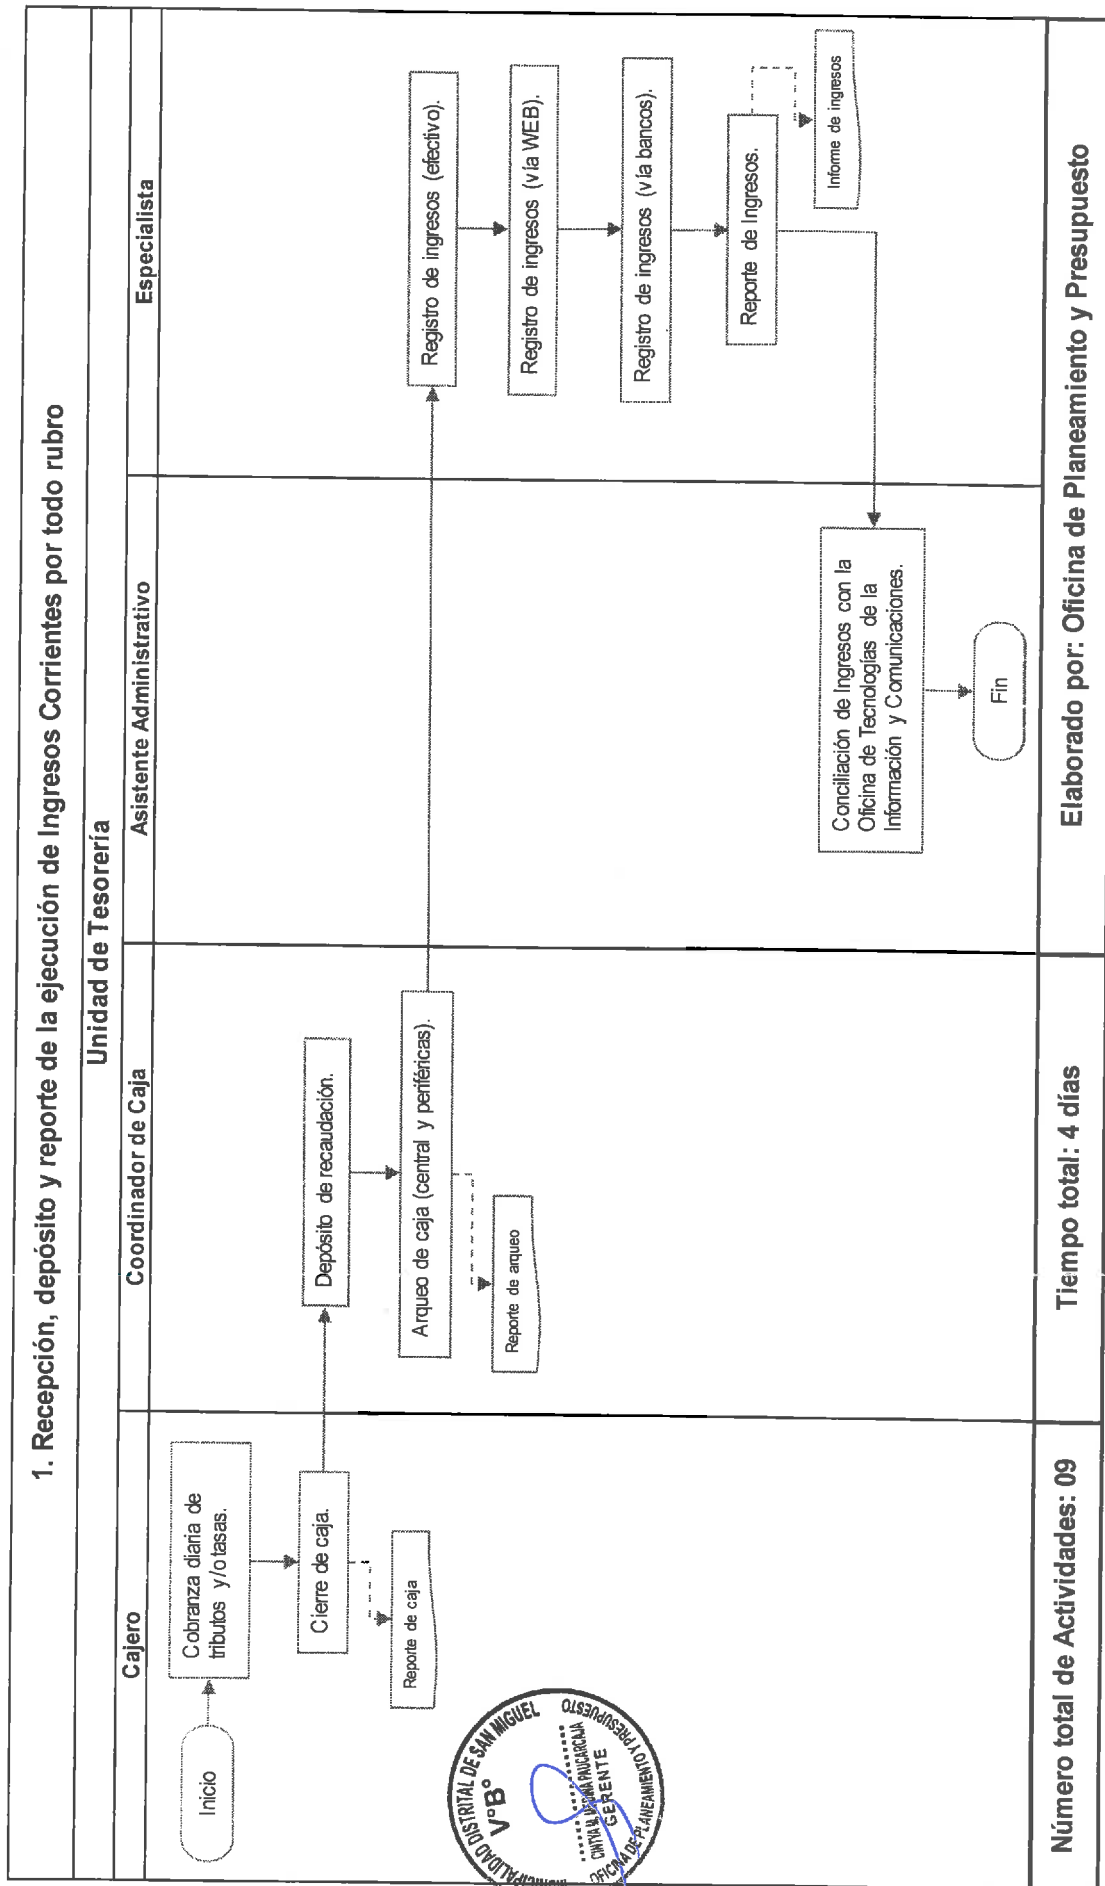 1. Recepción, depósito y reporte de la ejecución de Ingresos Corrientes por todo rubro
Unidad de Tesorería
Cajero
Coordinador de Caja
Asistente Administrativo
Especialista
Inicio
Cobranza diaria de
tributos y/o tasas.
Cierre de caja.
Reporte de caja
Depósito de recaudación.
Arqueo de caja (central y periféricas).
Reporte de arqueo
Registro de ingresos (efectivo).
Registro de ingresos (vía WEB).
Registro de ingresos (vía bancos).
Reporte de Ingresos.
Informe de ingresos
Conciliación de Ingresos con la
Oficina de Tecnologías de la
Información y Comunicaciones.
Fin
MUNICIPALIDAD DISTRITAL DE SAN MIGUEL
V°B°
PAUCARCAJA
GERENTE
OFICINA DE PLANEAMIENTO Y PRESUPUESTO
Número total de Actividades: 09
Tiempo total: 4 días
Elaborado por: Oficina de Planeamiento y Presupuesto